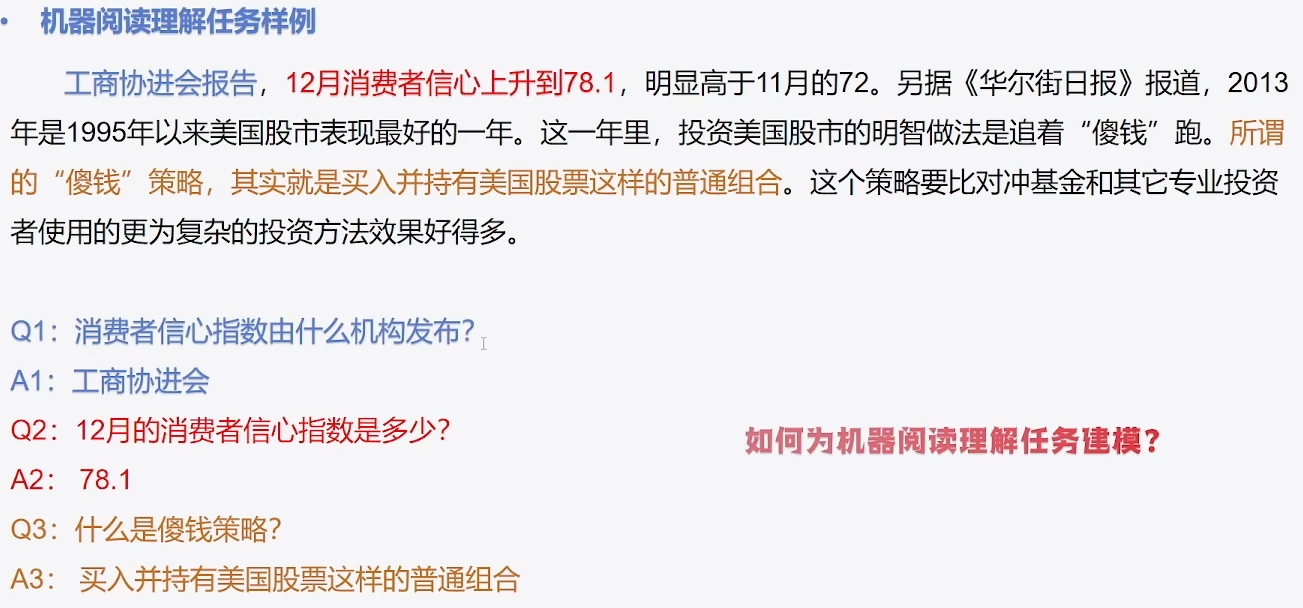 • 机器阅读理解任务样例
工商协进会报告，12月消费者信心上升到78.1，明显高于11月的72。另据《华尔街日报》报道，2013
年是1995年以来美国股市表现最好的一年。这一年里，投资美国股市的明智做法是追着“傻钱”跑。所谓
的“傻钱”策略，其实就是买入并持有美国股票这样的普通组合。这个策略要比对冲基金和其它专业投资
者使用的更为复杂的投资方法效果好得多。
Q1：消费者信心指数由什么机构发布？
A1：工商协进会
Q2：12月的消费者信心指数是多少？
如何为机器阅读理解任务建模？
A2： 78.1
Q3：什么是傻钱策略？
A3： 买入并持有美国股票这样的普通组合